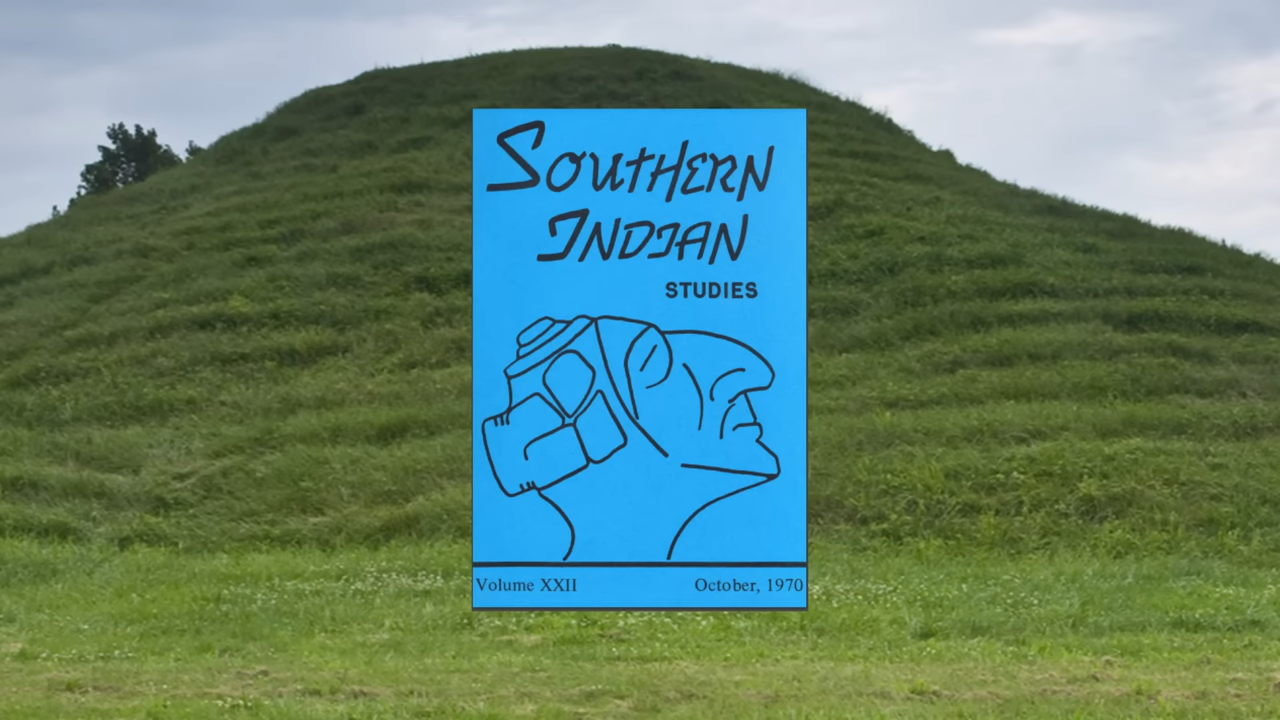 Southern
Indian
STUDIES
Volume XXII
October, 1970